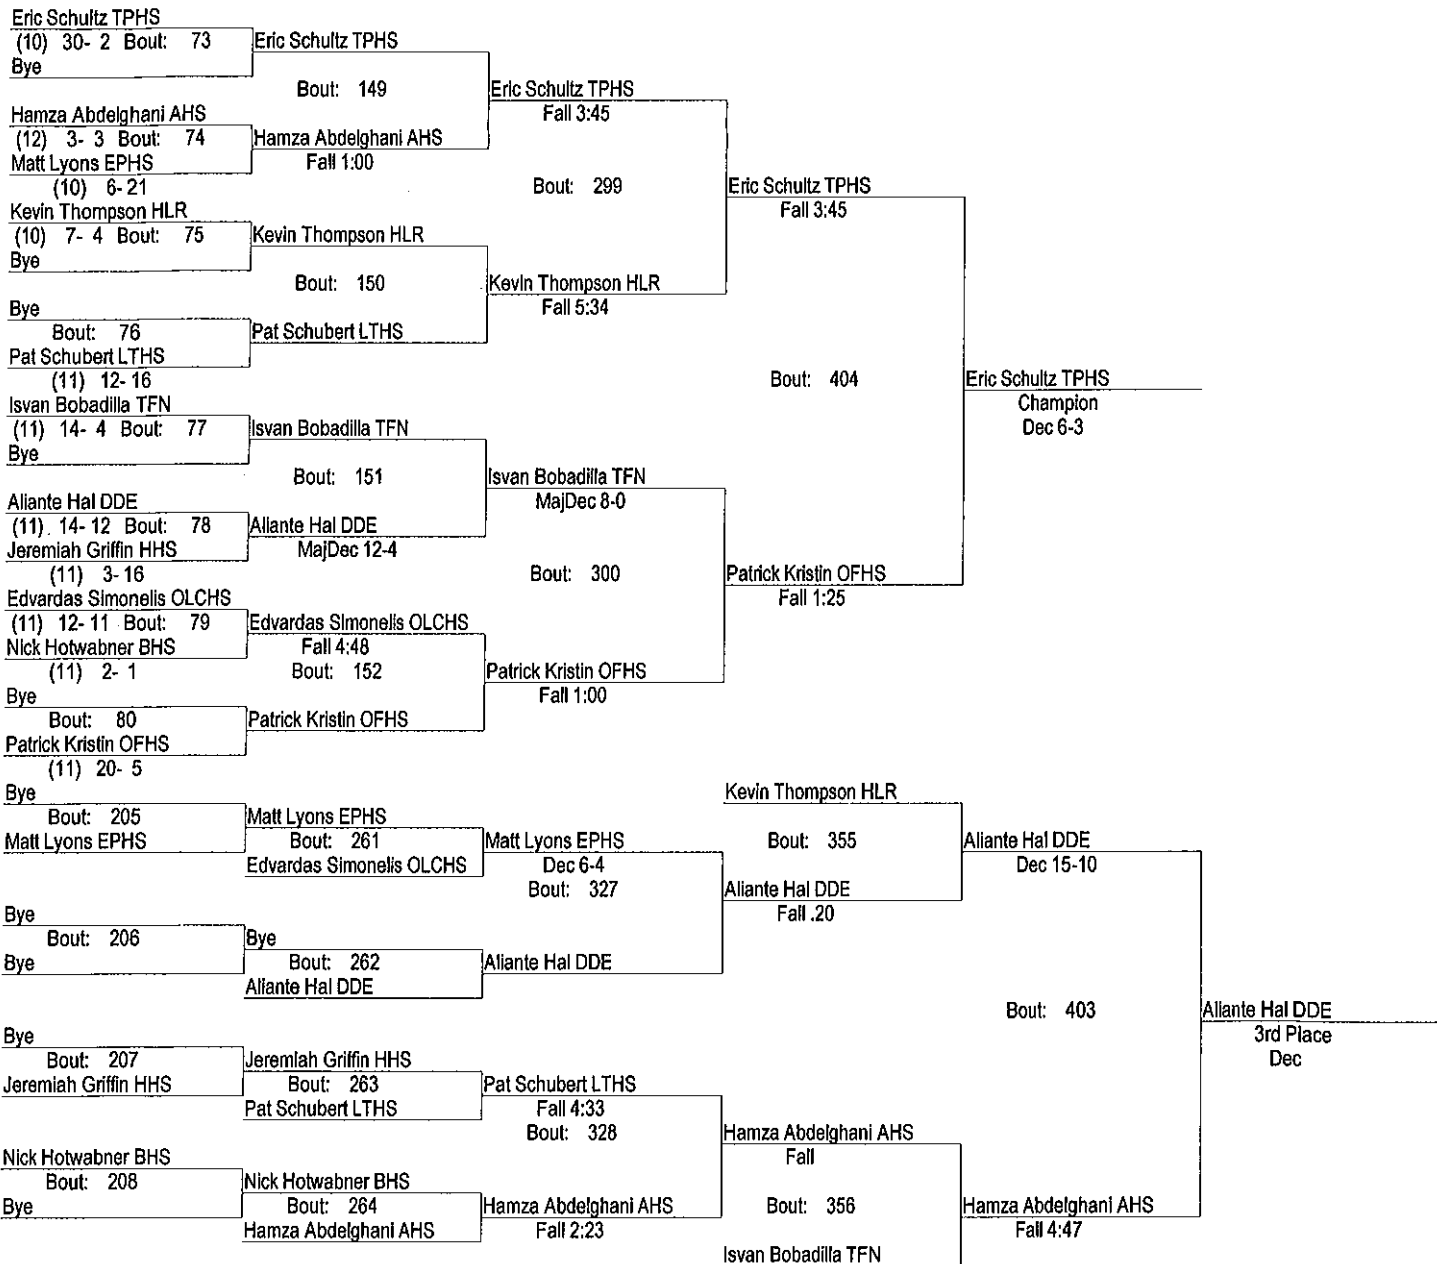 Eric Schultz TPHS
(10) 30- 2 Bout: 73
Bye
Eric Schultz TPHS
Bout: 149
Hamza Abdelghani AHS
(12) 3- 3 Bout: 74
Matt Lyons EPHS
(10) 6-21
Hamza Abdelghani AHS
Fall 1:00
Eric Schultz TPHS
Fall 3:45
Bout: 299
Kevin Thompson HLR
(10) 7- 4 Bout: 75
Bye
Kevin Thompson HLR
Bout: 150
Bye
Bout: 76
Pat Schubert LTHS
(11) 12-16
Pat Schubert LTHS
Kevin Thompson HLR
Fall 5:34
Eric Schultz TPHS
Fall 3:45
Bout: 404
Isvan Bobadilla TFN
(11) 14- 4 Bout: 77
Bye
Isvan Bobadilla TFN
Bout: 151
Aliante Hal DDE
(11) 14-12 Bout: 78
Jeremiah Griffin HHS
(11) 3-16
Aliante Hal DDE
MajDec 12-4
Isvan Bobadilla TFN
MajDec 8-0
Bout: 300
Edvardas Simonelis OLCHS
(11) 12-11 Bout: 79
Nick Hotwabner BHS
(11) 2- 1
Edvardas Simonelis OLCHS
Fall 4:48
Bout: 152
Bye
Bout: 80
Patrick Kristin OFHS
(11) 20- 5
Patrick Kristin OFHS
Patrick Kristin OFHS
Fall 1:00
Patrick Kristin OFHS
Fall 1:25
Eric Schultz TPHS
Champion
Dec 6-3
Bye
Bout: 205
Matt Lyons EPHS
Matt Lyons EPHS
Bout: 261
Edvardas Simonelis OLCHS
Matt Lyons EPHS
Dec 6-4
Bout: 327
Bye
Bout: 206
Bye
Bye
Bout: 262
Aliante Hal DDE
Aliante Hal DDE
Kevin Thompson HLR
Bout: 355
Aliante Hal DDE
Fall .20
Aliante Hal DDE
Dec 15-10
Bout: 403
Bye
Bout: 207
Jeremiah Griffin HHS
Jeremiah Griffin HHS
Bout: 263
Pat Schubert LTHS
Pat Schubert LTHS
Fall 4:33
Bout: 328
Nick Hotwabner BHS
Bout: 208
Bye
Nick Hotwabner BHS
Bout: 264
Hamza Abdelghani AHS
Hamza Abdelghani AHS
Fall 2:23
Hamza Abdelghani AHS
Fall
Bout: 356
Isvan Bobadilla TFN
Hamza Abdelghani AHS
Fall 4:47
Aliante Hal DDE
3rd Place
Dec